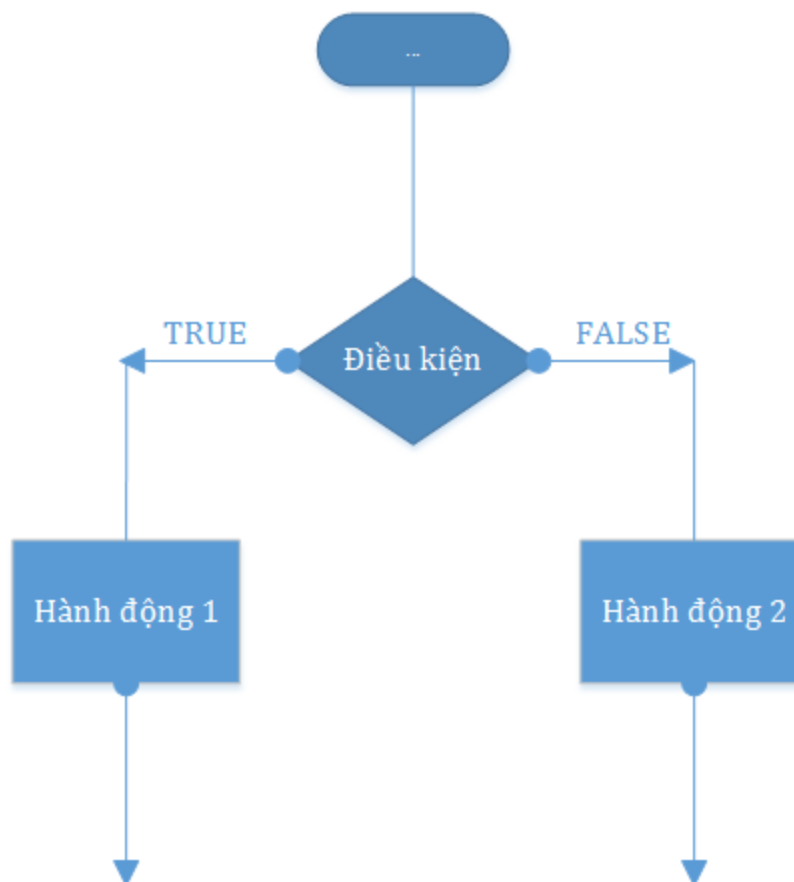 ...
TRUE
Điều kiện
FALSE
Hành động 1
Hành động 2